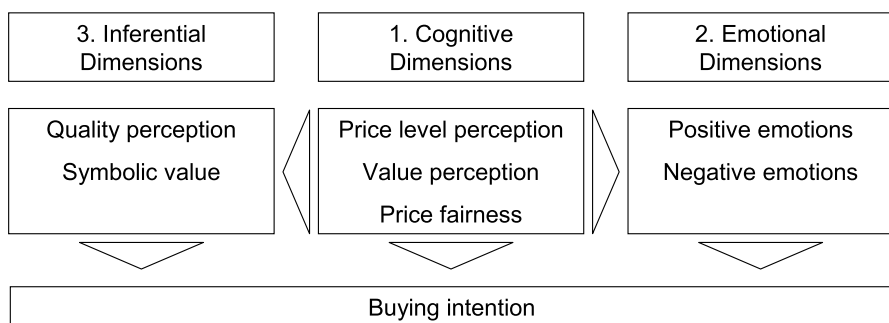 3. Inferential
Dimensions
1. Cognitive
Dimensions
2. Emotional
Dimensions
Quality perception
Symbolic value
Price level perception
Value perception
Price fairness
Positive emotions
Negative emotions
Buying intention